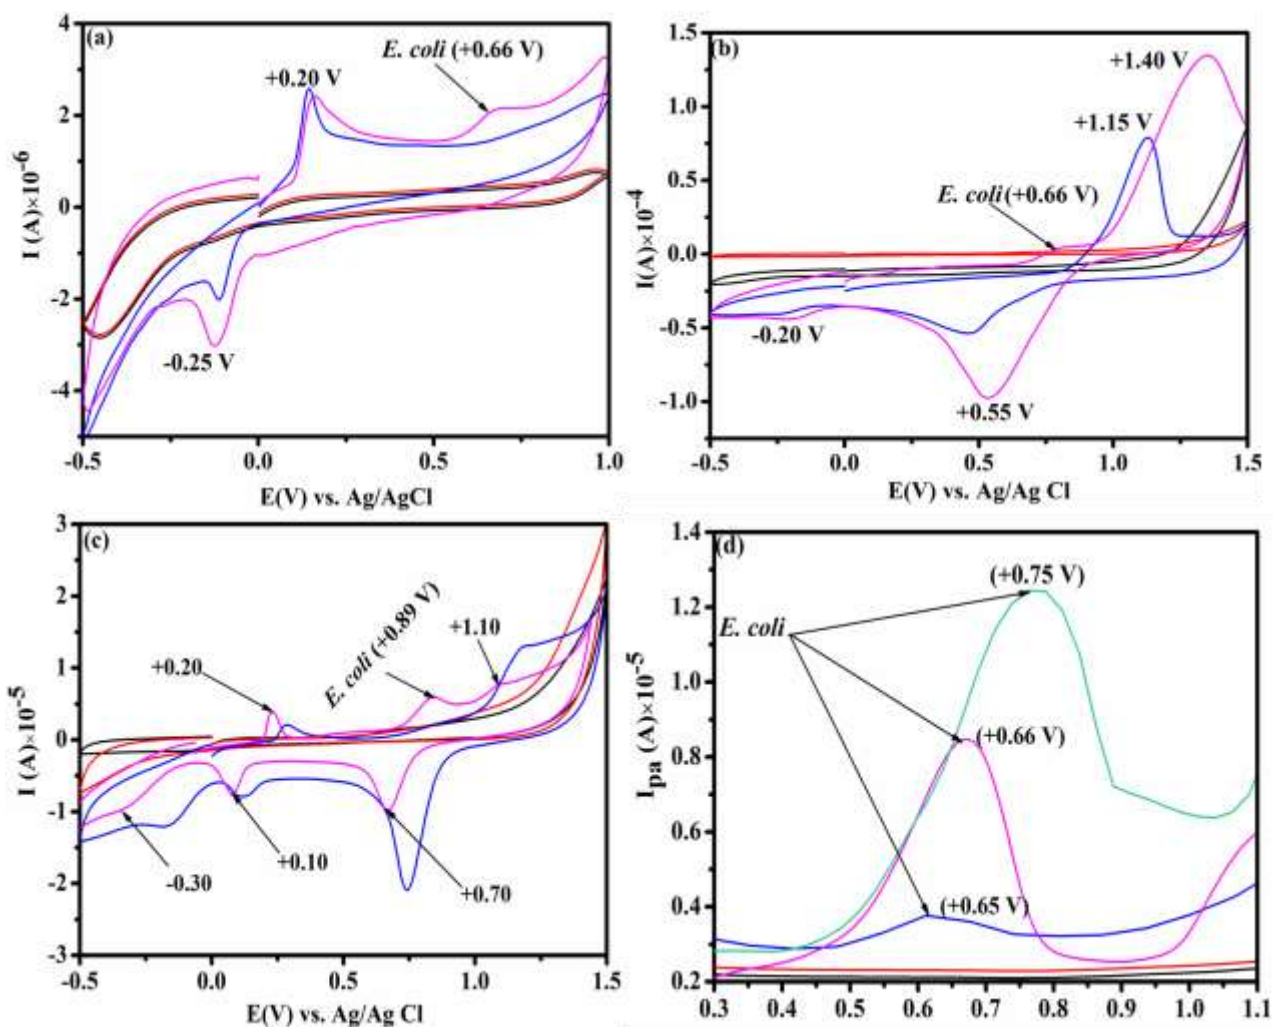 (a)
E. coli (+0.66 V)
+0.20 V
-0.25 V
4
2
0
-2
-4
I (A)×10⁻⁶
-0.5 0.0 0.5 1.0
E(V) vs. Ag/AgCl
(b)
+1.40 V
+1.15 V
E. coli (+0.66 V)
-0.20 V
+0.55 V
1.5
1.0
0.5
0.0
-0.5
-1.0
I(A)×10⁻⁴
-0.5 0.0 0.5 1.0 1.5
E(V) vs. Ag/Ag Cl
(c)
E. coli (+0.89 V)
+1.10
+0.20
+0.10
-0.30
+0.70
3
2
1
0
-1
-2
-3
I (A)×10⁻⁵
-0.5 0.0 0.5 1.0 1.5
E(V) vs. Ag/Ag Cl
(d)
(+0.75 V)
E. coli
(+0.66 V)
(+0.65 V)
1.4
1.2
1.0
0.8
0.6
0.4
0.2
Ipa (A)×10⁻⁵
0.3 0.4 0.5 0.6 0.7 0.8 0.9 1.0 1.1